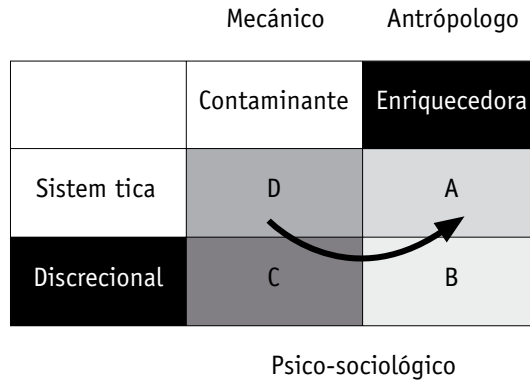 Mecánico Antrópologo
Contaminante Enriquecedora
Sistem tica D A
Discrecional C B
Psico-sociológico